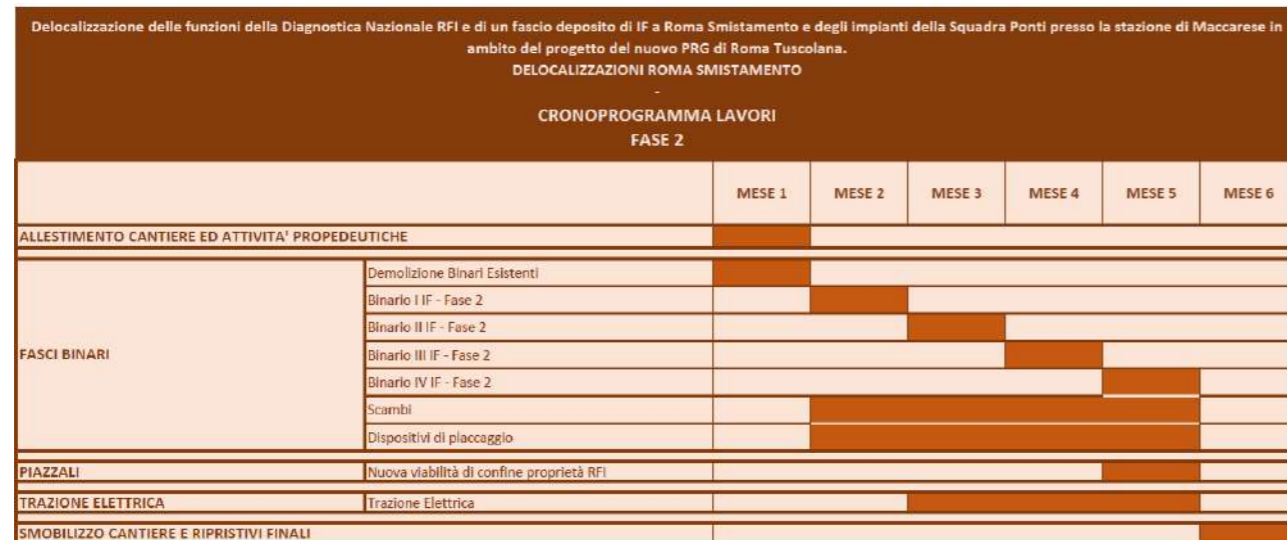 Delocalizzazione delle funzioni della Diagnostica Nazionale RFI e di un fascio deposito di IF a Roma Smistamento e degli impianti della Squadra Ponti presso la stazione di Maccarese in
ambito del progetto del nuovo PRG di Roma Tuscolana.
DELOCALIZZAZIONI ROMA SMISTAMENTO
-
CRONOPROGRAMMA LAVORI
FASE 2
MESE 1 MESE 2 MESE 3 MESE 4 MESE 5 MESE 6
ALLESTIMENTO CANTIERE ED ATTIVITA' PROPEDEUTICHE
FASCI BINARI
Demolizione Binari Esistenti
Binario I IF - Fase 2
Binario II IF - Fase 2
Binario III IF - Fase 2
Binario IV IF - Fase 2
Scambi
Dispositivi di placcaggio
PIAZZALI Nuova viabilità di confine proprietà RFI
TRAZIONE ELETTRICA Trazione Elettrica
SMOBILIZZO CANTIERE E RIPRISTIVI FINALI